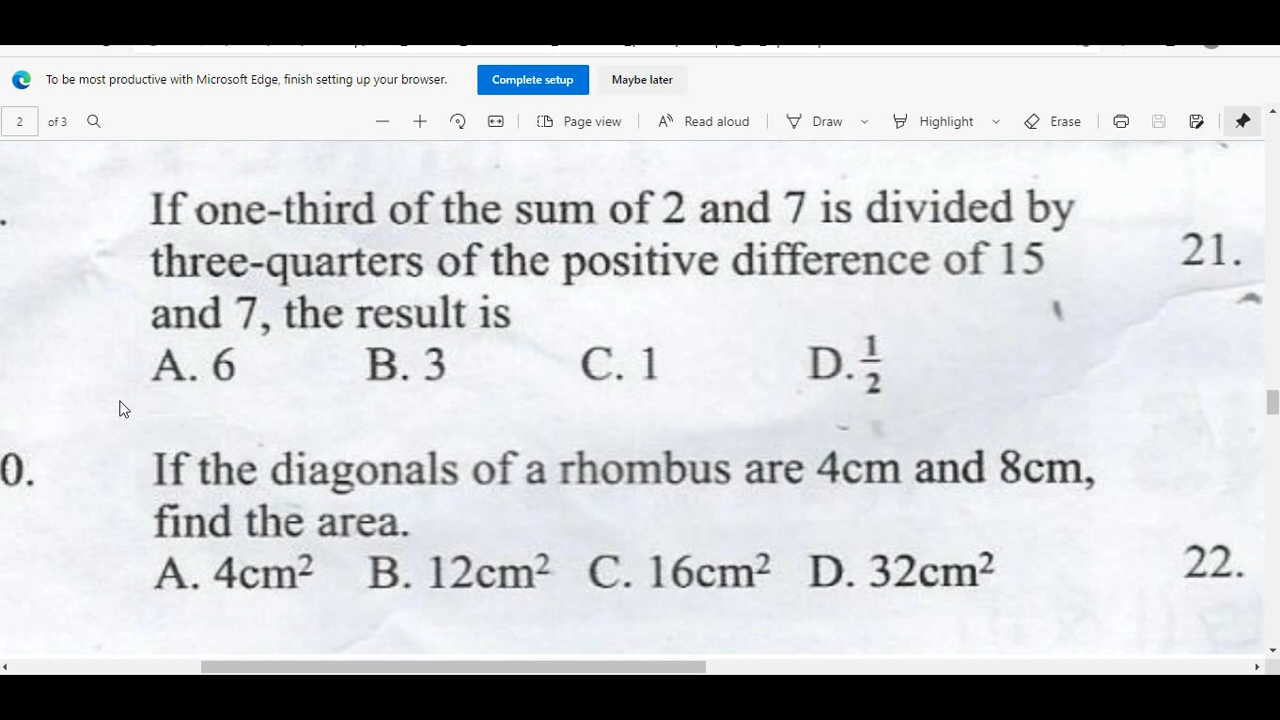 To be most productive with Microsoft Edge, finish setting up your browser. Complete setup Maybe later
2 of 3 Page view Read aloud Draw Highlight Erase
If one-third of the sum of 2 and 7 is divided by
three-quarters of the positive difference of 15
and 7, the result is
A. 6 B. 3 C. 1 D. 1/2
21.
0. If the diagonals of a rhombus are 4cm and 8cm,
find the area.
A. 4cm² B. 12cm² C. 16cm² D. 32cm²
22.